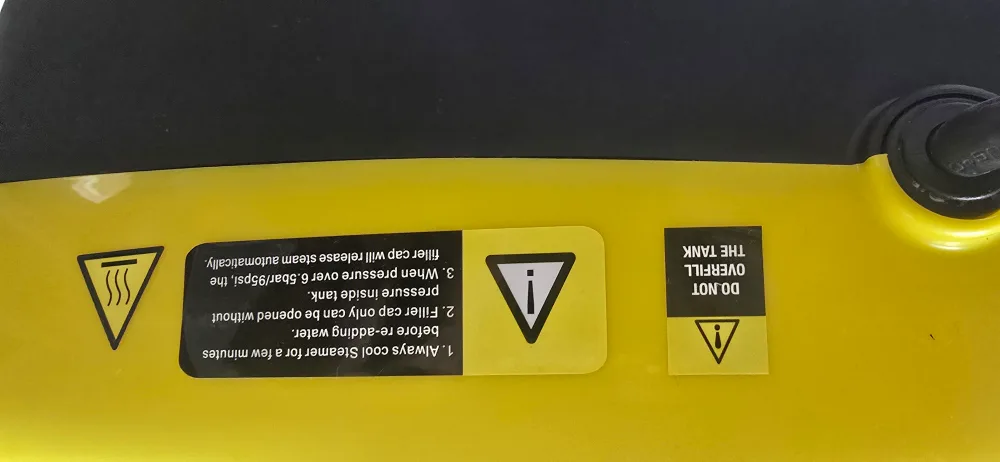 DO NOT
OVERFILL
THE TANK
1. Always cool Steamer for a few minutes
before re-adding water.
2. Filler cap only can be opened without
pressure inside tank.
3. When pressure over 6.5bar/95psi, the
filler cap will release steam automatically.